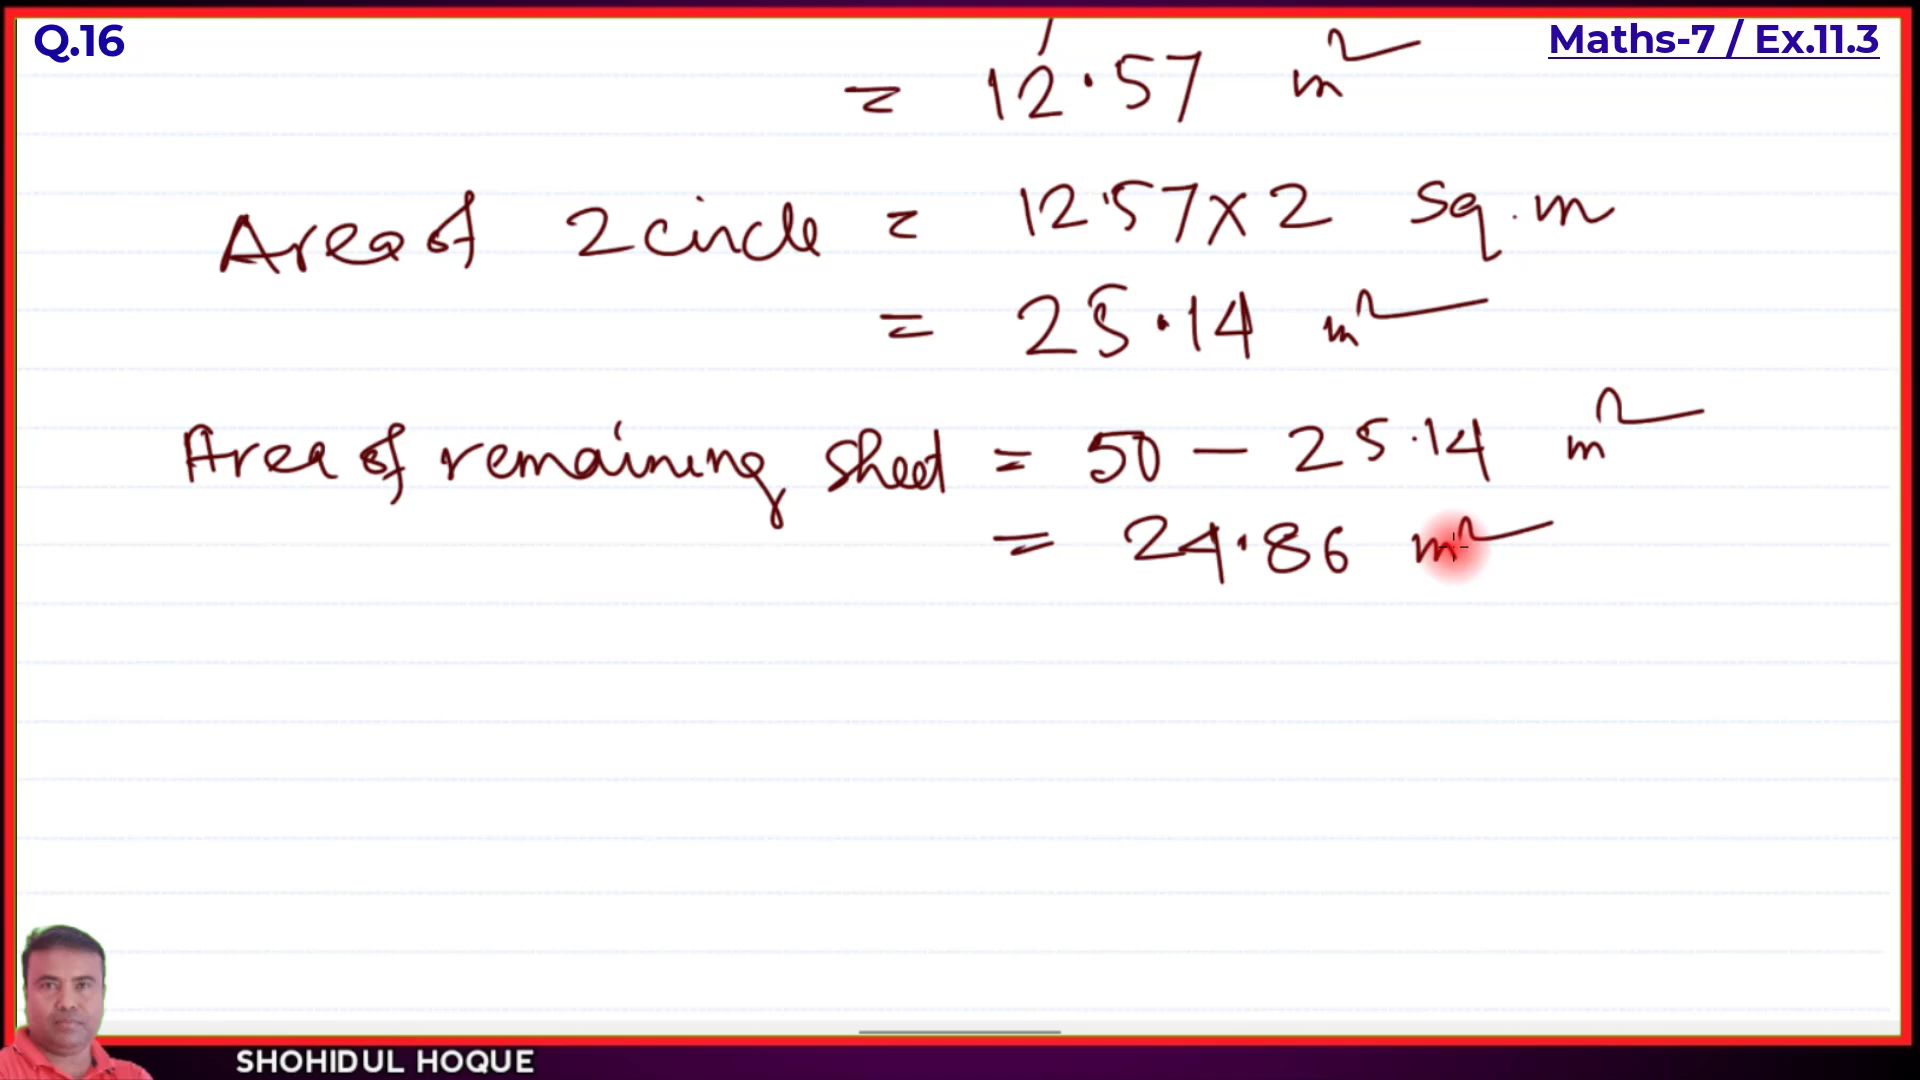 Q.16
Maths-7 / Ex.11.3
= 12.57 m²
Area of 2 circle = 12.57 x 2 Sq.m
= 25.14 m²
Area of remaining sheet = 50 - 25.14 m²
= 24.86 m²
SHOHIDUL HOQUE